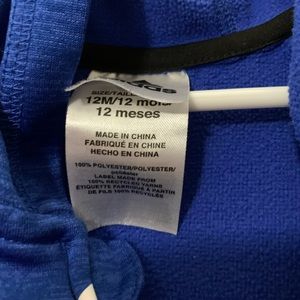 SIZE/TAILLE
12M/12 mois/
12 meses
MADE IN CHINA
FABRIQUÉ EN CHINE
HECHO EN CHINA
100% POLYESTER/POLYESTER/
poliéster
LABEL MADE FROM
100% RECYCLED YARNS
ÉTIQUETTE FABRIQUÉE À PARTIR
DE FILS 100% RECYCLÉS